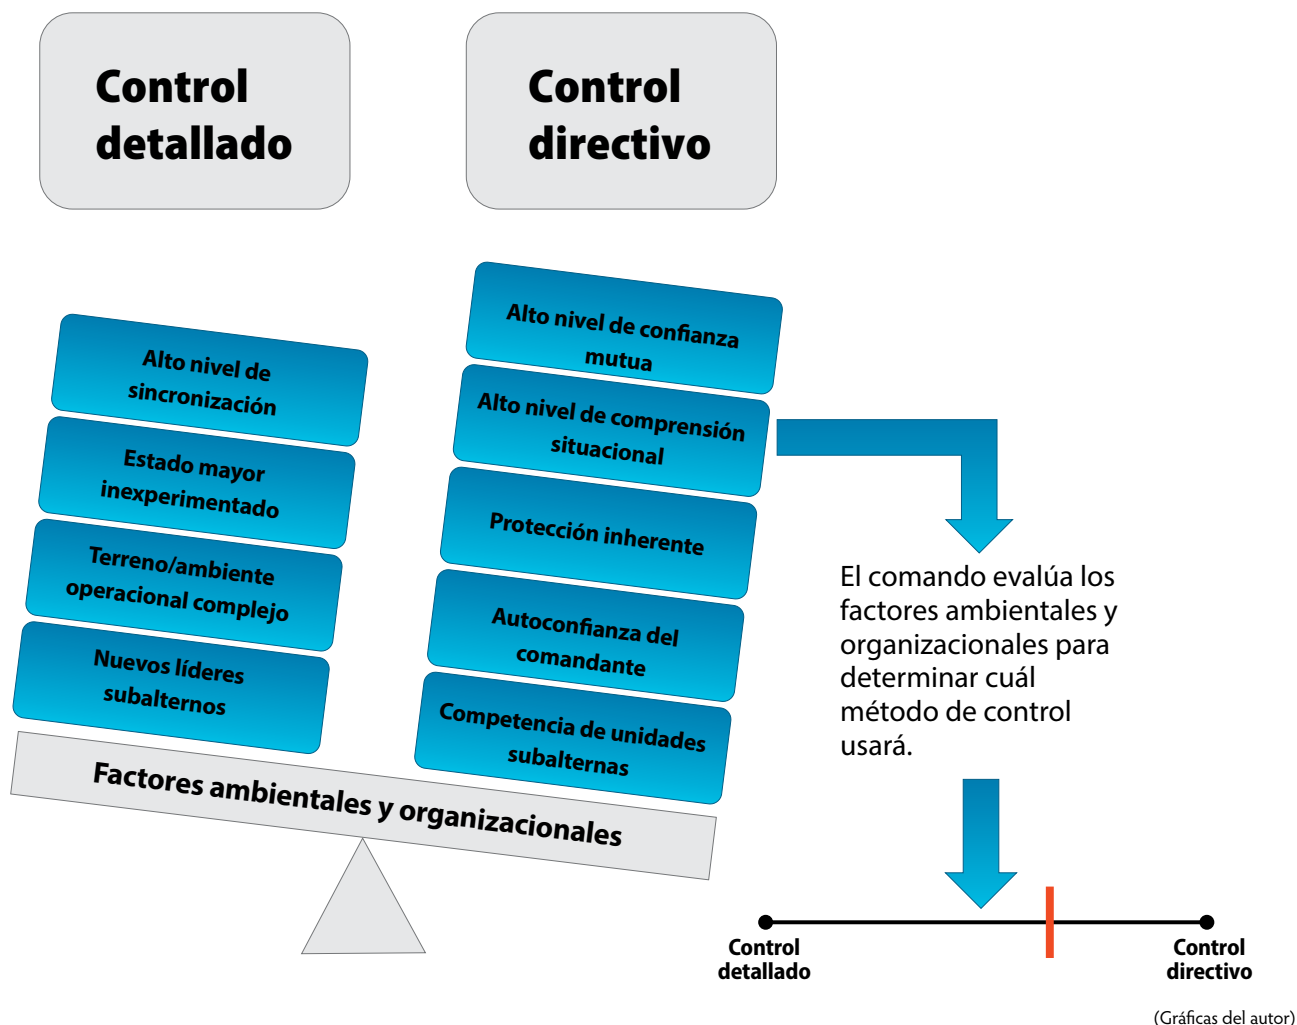 Control
detallado
Control
directivo
Alto nivel de
sincronización
Estado mayor
inexperimentado
Terreno/ambiente
operacional complejo
Nuevos líderes
subalternos
Alto nivel de confianza
mutua
Alto nivel de comprensión
situacional
Protección inherente
Autoconfianza del
comandante
Competencia de unidades
subalternas
Factores ambientales y organizacionales
El comando evalúa los
factores ambientales y
organizacionales para
determinar cuál
método de control
usará.
Control
detallado
Control
directivo
(Gráficas del autor)